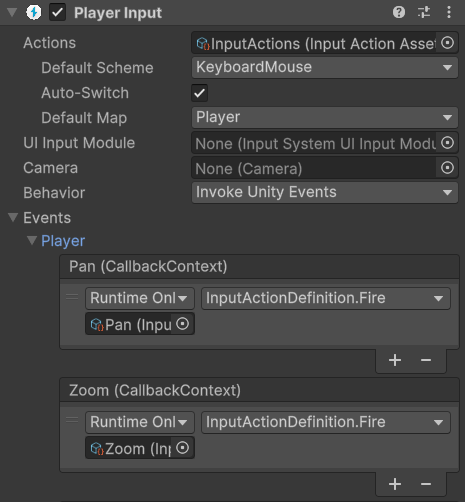 Player Input
Actions InputActions (Input Action Asse
Default Scheme KeyboardMouse
Auto-Switch
Default Map Player
UI Input Module None (Input System UI Input Modu
Camera None (Camera)
Behavior Invoke Unity Events
Events
Player
Pan (CallbackContext)
Runtime Onl InputActionDefinition.Fire
Pan (Inpu
Zoom (CallbackContext)
Runtime Onl InputActionDefinition.Fire
Zoom (Inp